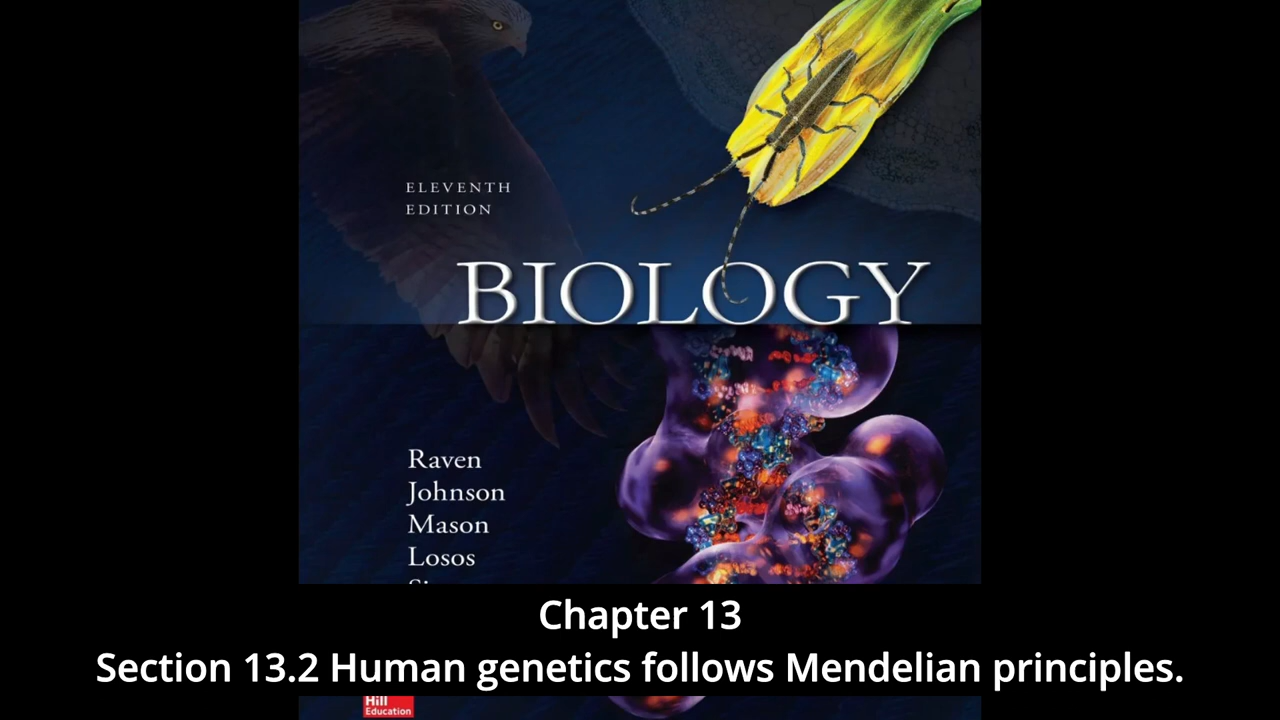 ELEVENTH
EDITION
BIOLOGY
Raven
Johnson
Mason
Losos
Chapter 13
Section 13.2 Human genetics follows Mendelian principles.
Hill
Education